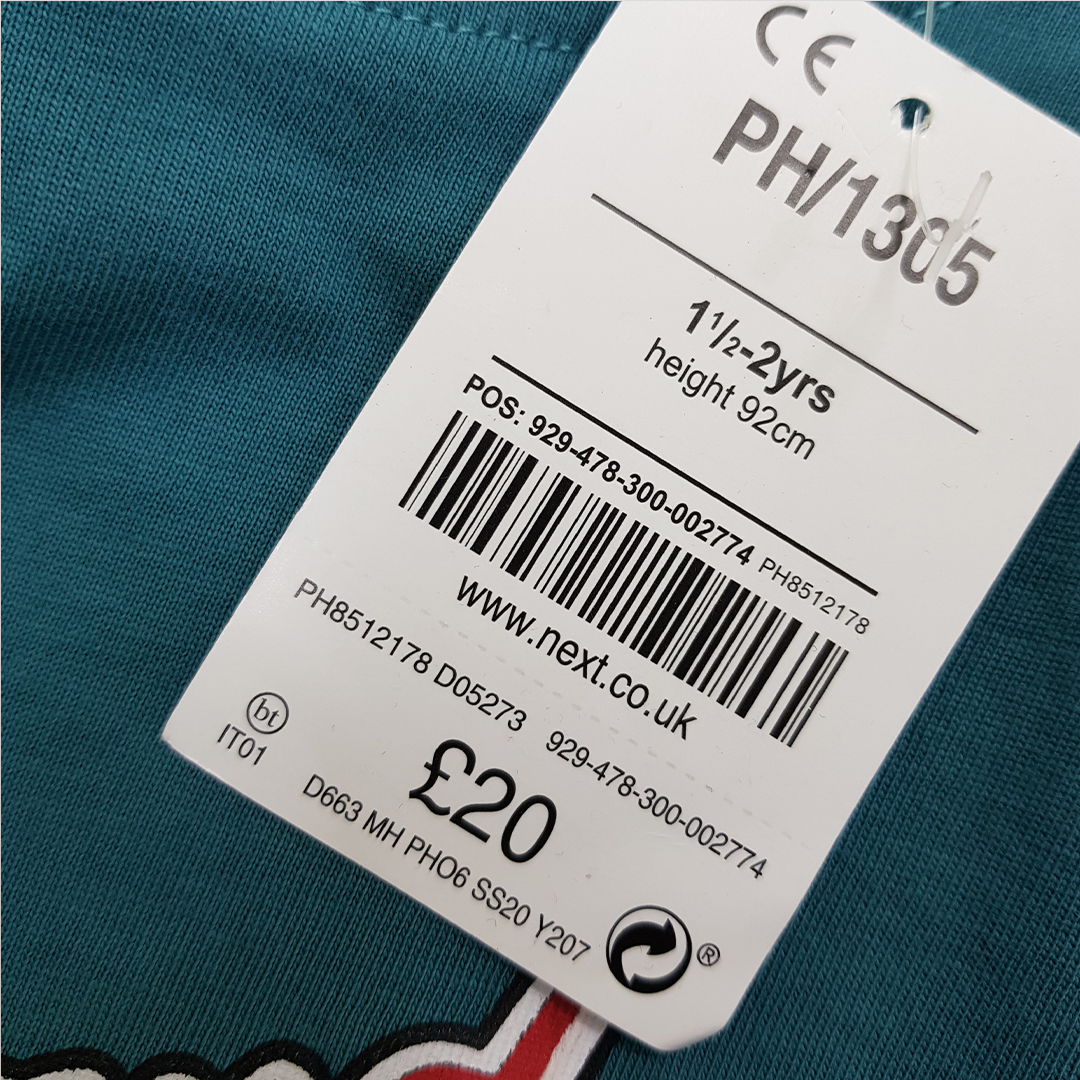 CE
PH/1305
1½-2yrs
height 92cm
POS: 929-478-300-002774 PH8512178
www.next.co.uk
PH8512178 D05273 929-478-300-002774
bt
IT01
£20
D663 MH PHO6 SS20 Y207
®